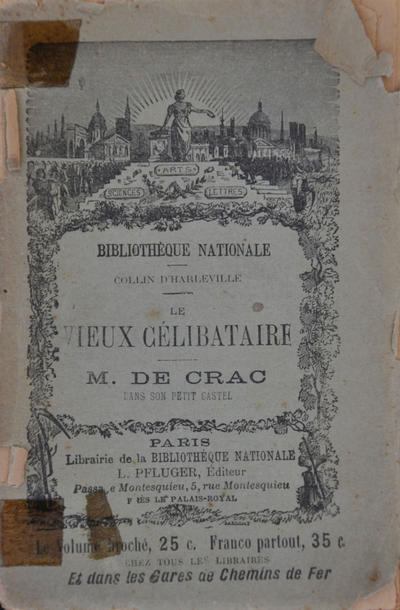 ARTS
SCIENCES LETTRES
BIBLIOTHÈQUE NATIONALE
COLLIN D'HARLEVILLE
LE
VIEUX CÉLIBATAIRE
M. DE CRAC
DANS SON PETIT CASTEL
PARIS
Librairie de la BIBLIOTHÈQUE NATIONALE
L. PFLUGER, Éditeur
Passa e Montesquieu, 5, rue Montesquieu
P ÈS LE PALAIS-ROYAL
Le Volume broché, 25 c. Franco partout, 35 c.
CHEZ TOUS LES LIBRAIRES
Et dans les Gares de Chemins de Fer